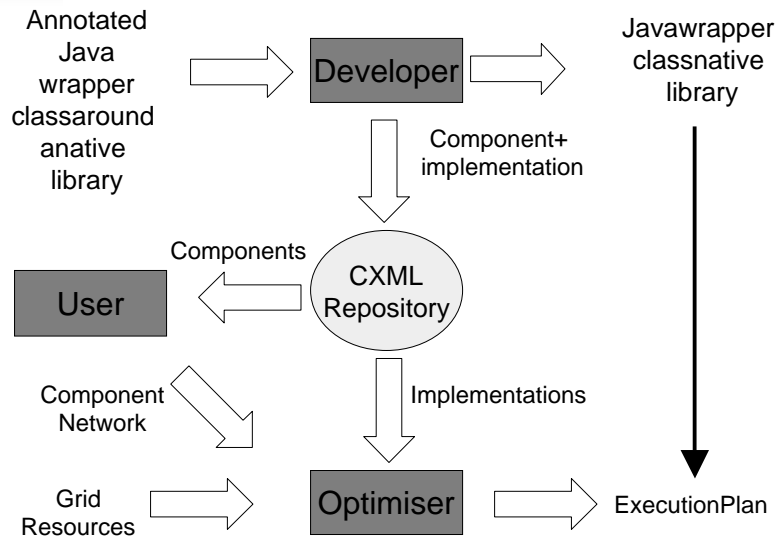 Annotated
Java
wrapper
classaround
anative
library
Developer
Javawrapper
classnative
library
Component+
implementation
Components
CXML
Repository
User
Component
Network
Implementations
Grid
Resources
Optimiser
ExecutionPlan